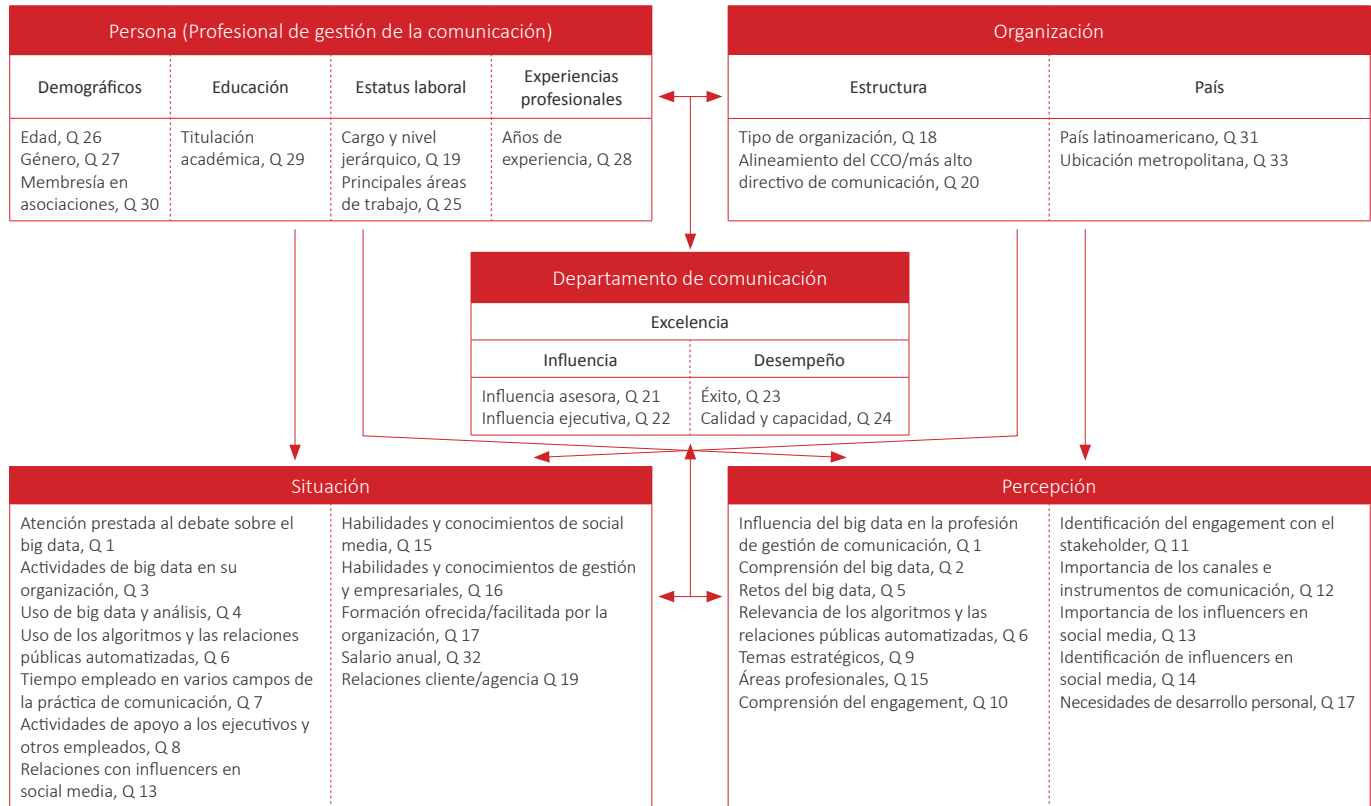 Persona (Profesional de gestión de la comunicación)
Demográficos
Educación
Estatus laboral
Experiencias
profesionales
Edad, Q 26
Género, Q 27
Membresía en
asociaciones, Q 30
Titulación
académica, Q 29
Cargo y nivel
jerárquico, Q 19
Principales áreas
de trabajo, Q 25
Años de
experiencia, Q 28
Organización
Estructura
País
Tipo de organización, Q 18
Alineamiento del CCO/más alto
directivo de comunicación, Q 20
País latinoamericano, Q 31
Ubicación metropolitana, Q 33
Departamento de comunicación
Excelencia
Influencia
Desempeño
Influencia asesora, Q 21
Influencia ejecutiva, Q 22
Éxito, Q 23
Calidad y capacidad, Q 24
Situación
Atención prestada al debate sobre el
big data, Q 1
Actividades de big data en su
organización, Q 3
Uso de big data y análisis, Q 4
Uso de los algoritmos y las relaciones
públicas automatizadas, Q 6
Tiempo empleado en varios campos de
la práctica de comunicación, Q 7
Actividades de apoyo a los ejecutivos y
otros empleados, Q 8
Relaciones con influencers en
social media, Q 13
Habilidades y conocimientos de social
media, Q 15
Habilidades y conocimientos de gestión
y empresariales, Q 16
Formación ofrecida/facilitada por la
organización, Q 17
Salario anual, Q 32
Relaciones cliente/agencia Q 19
Percepción
Influencia del big data en la profesión
de gestión de comunicación, Q 1
Comprensión del big data, Q 2
Retos del big data, Q 5
Relevancia de los algoritmos y las
relaciones públicas automatizadas, Q 6
Temas estratégicos, Q 9
Áreas profesionales, Q 15
Comprensión del engagement, Q 10
Identificación del engagement con el
stakeholder, Q 11
Importancia de los canales e
instrumentos de comunicación, Q 12
Importancia de los influencers en
social media, Q 13
Identificación de influencers en
social media, Q 14
Necesidades de desarrollo personal, Q 17